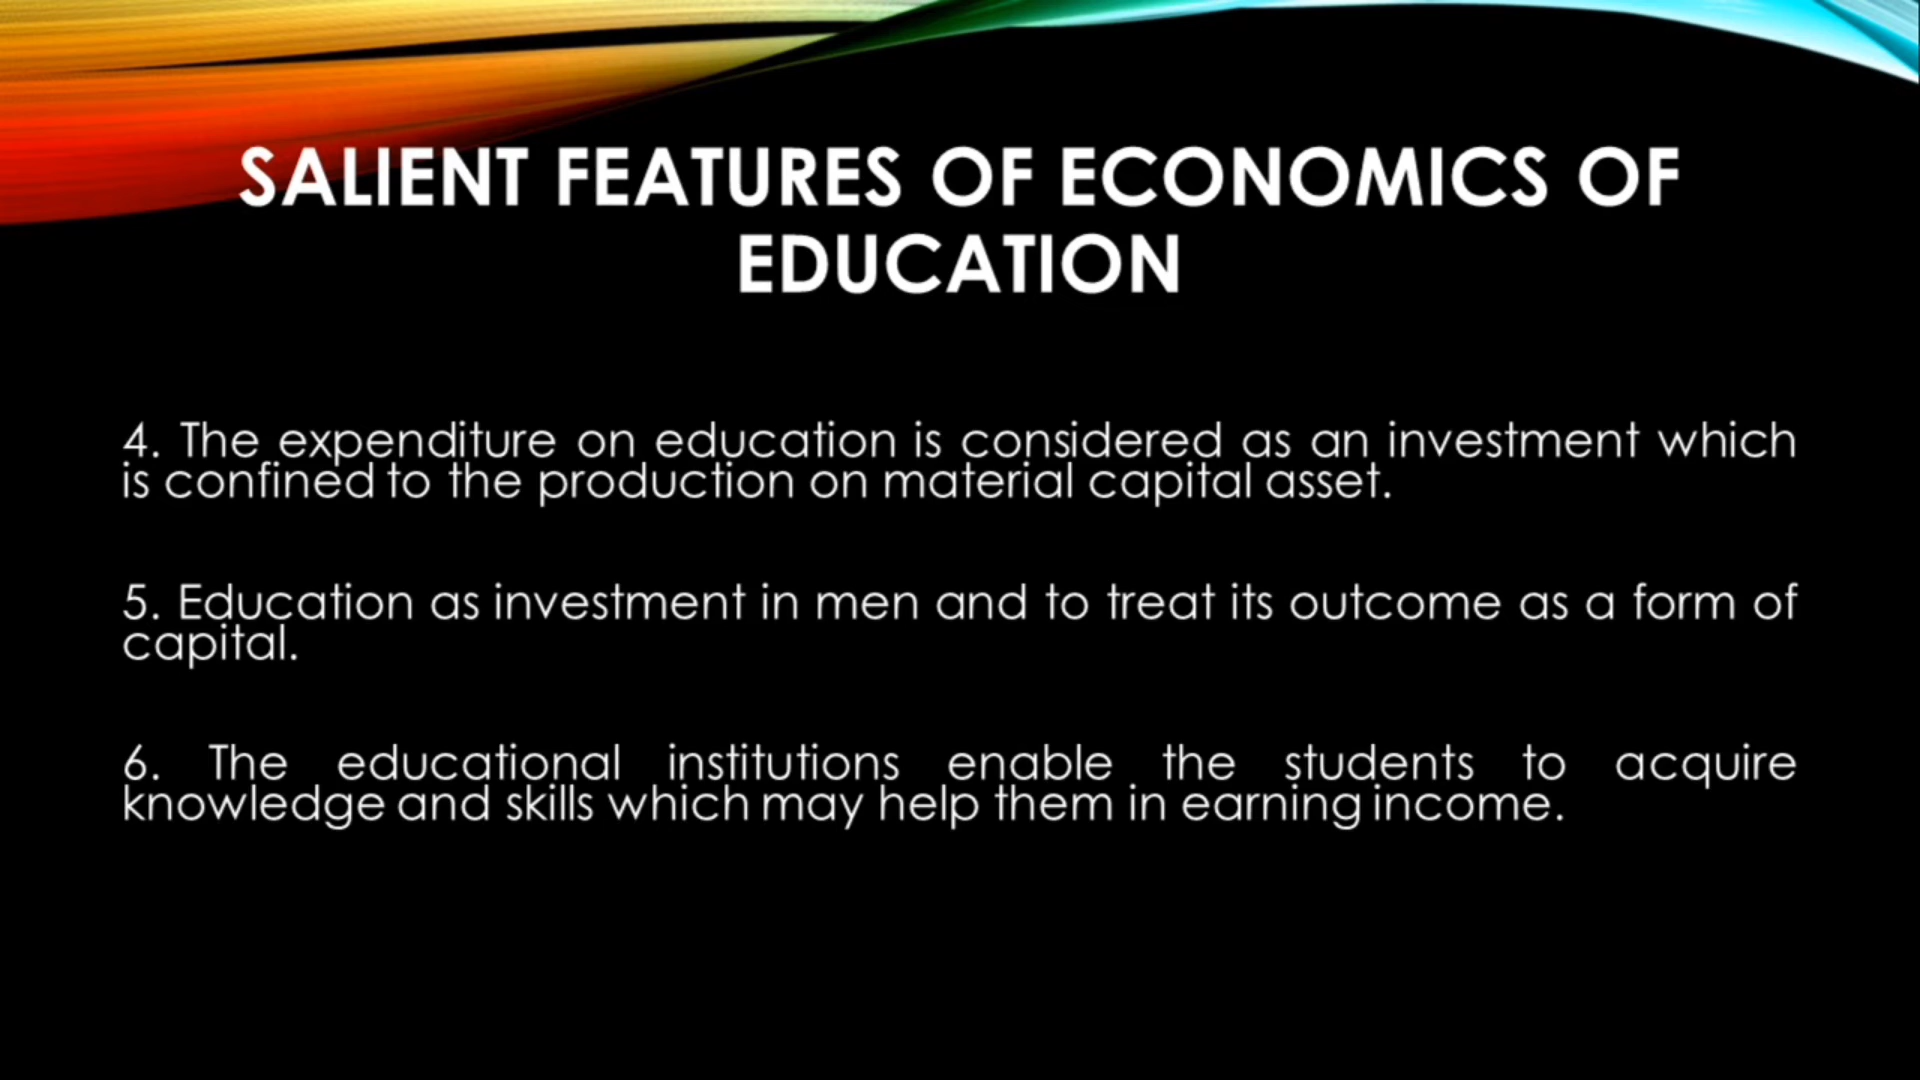 SALIENT FEATURES OF ECONOMICS OF
EDUCATION
4. The expenditure on education is considered as an investment which
is confined to the production on material capital asset.
5. Education as investment in men and to treat its outcome as a form of
capital.
6. The educational institutions enable the students to acquire
knowledge and skills which may help them in earning income.